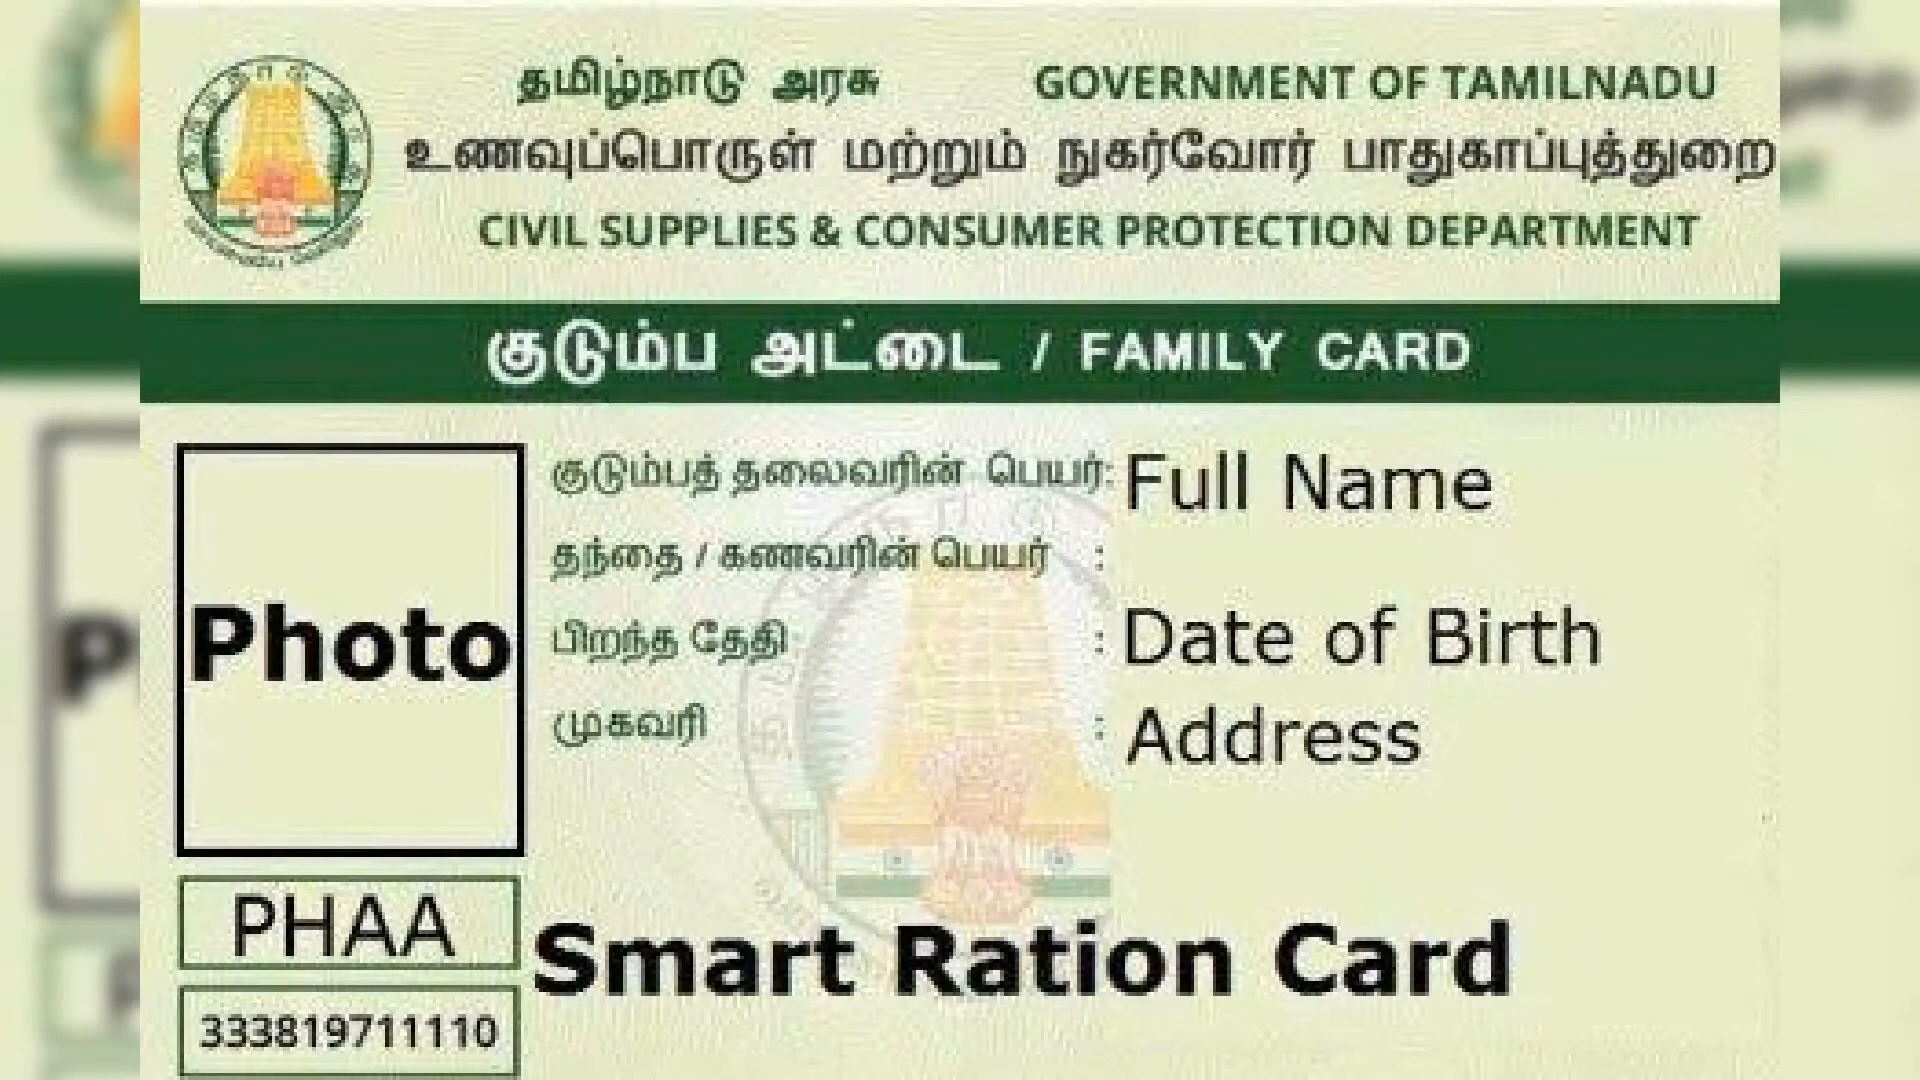 தமிழ்நாடு அரசு GOVERNMENT OF TAMILNADU
உணவுப்பொருள் மற்றும் நுகர்வோர் பாதுகாப்புத்துறை
CIVIL SUPPLIES & CONSUMER PROTECTION DEPARTMENT
குடும்ப அட்டை / FAMILY CARD
குடும்பத் தலைவரின் பெயர்: Full Name
தந்தை / கணவரின் பெயர் :
Photo
பிறந்த தேதி : Date of Birth
முகவரி : Address
PHAA
Smart Ration Card
333819711110